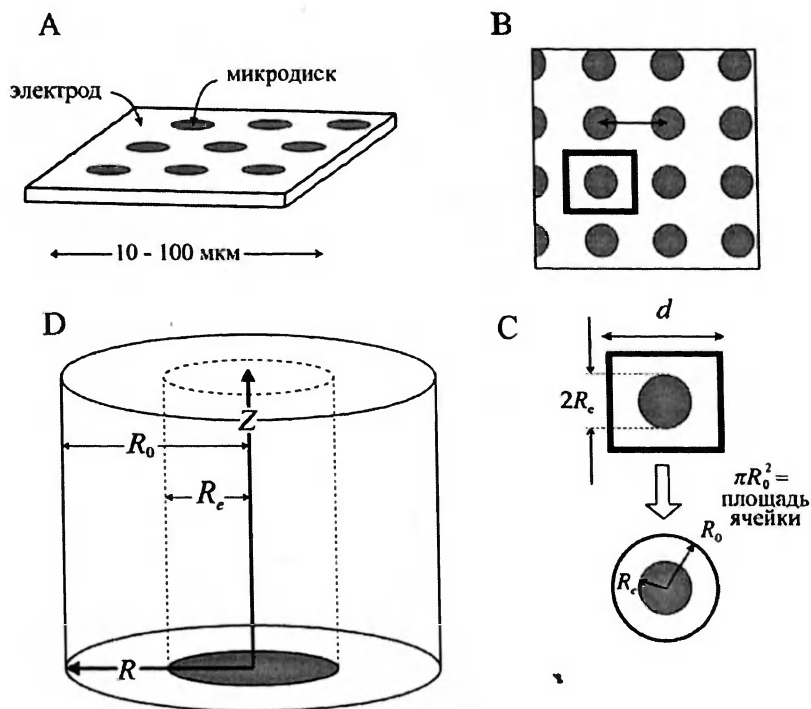 A
электрод
микродиск
10 - 100 мкм
B
D
Z
R₀
Rₑ
R
C
d
2Rₑ
πR₀² =
площадь
ячейки
R₀
Rₑ